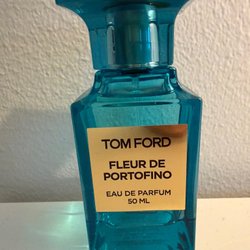 TOM FORD
FLEUR DE
PORTOFINO
EAU DE PARFUM
50 ML